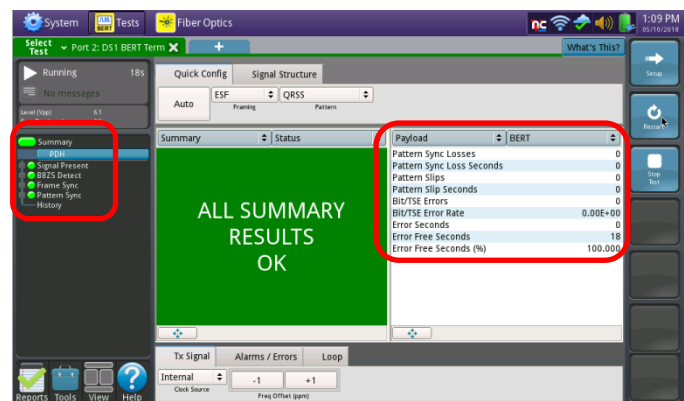 System
Tests
Fiber Optics
1:09 PM
05/10/2018
Select Test
Port 2: DS1 BERT Term
What's This?
Running 18s
No messages
Level (Vpp) 6.1
Summary
PDH
Signal Present
B8ZS Detect
Frame Sync
Pattern Sync
History
Quick Config
Signal Structure
Auto
ESF
Framing
QRSS
Pattern
Summary
Status
ALL SUMMARY
RESULTS
OK
Payload
BERT
Pattern Sync Losses 0
Pattern Sync Loss Seconds 0
Pattern Slips 0
Pattern Slip Seconds 0
Bit/TSE Errors 0
Bit/TSE Error Rate 0.00E+00
Error Seconds 0
Error Free Seconds 18
Error Free Seconds (%) 100.000
Tx Signal
Alarms / Errors
Loop
Internal
Clock Source
-1
+1
Freq Offset (ppm)
Setup
Restart
Stop
Test
Reports
Tools
View
Help